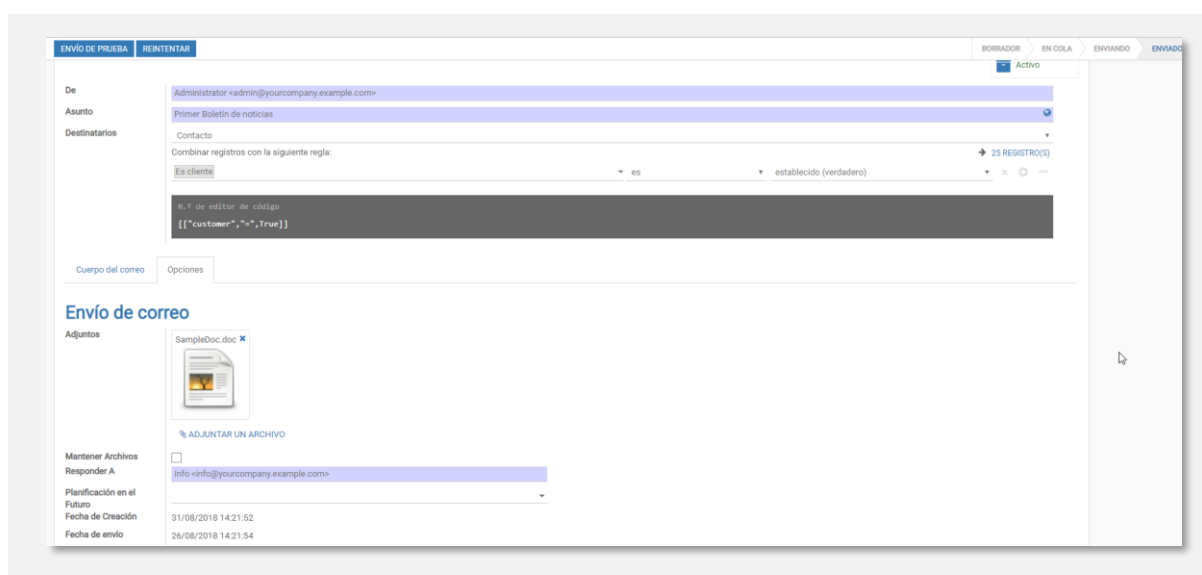 ENVÍO DE PRUEBA REINTENTAR BORRADOR EN COLA ENVIANDO ENVIADO
Activo
De Administrator <admin@yourcompany.example.com>
Asunto Primer Boletín de noticias
Destinatarios Contacto
Combinar registros con la siguiente regla: 25 REGISTRO(S)
Es cliente es establecido (verdadero)
N.º de editor de código
[["customer","=",True]]
Cuerpo del correo Opciones
Envío de correo
Adjuntos
SampleDoc.doc
ADJUNTAR UN ARCHIVO
Mantener Archivos
Responder A Info <info@yourcompany.example.com>
Planificación en el
Futuro
Fecha de Creación 31/08/2018 14:21:52
Fecha de envío 26/08/2018 14:21:54